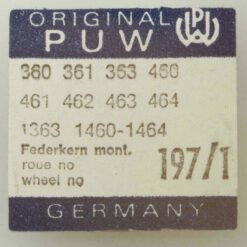 ORIGINAL
PUW
PUW
360 361 363 460
461 462 463 464
1363 1460-1464
Federkern mont.
roue no
wheel no
197/1
GERMANY